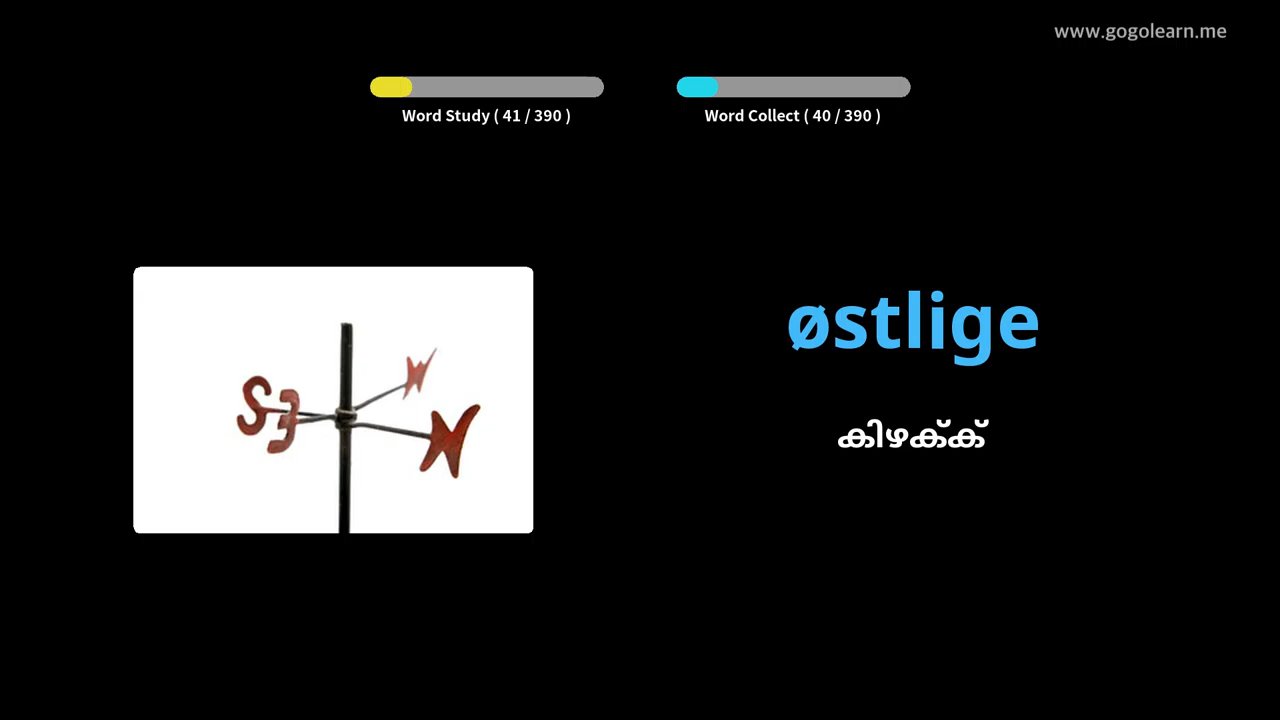 www.gogolearn.me
Word Study ( 41 / 390 )
Word Collect ( 40 / 390 )
østlige
കിഴക്ക്
S E W N